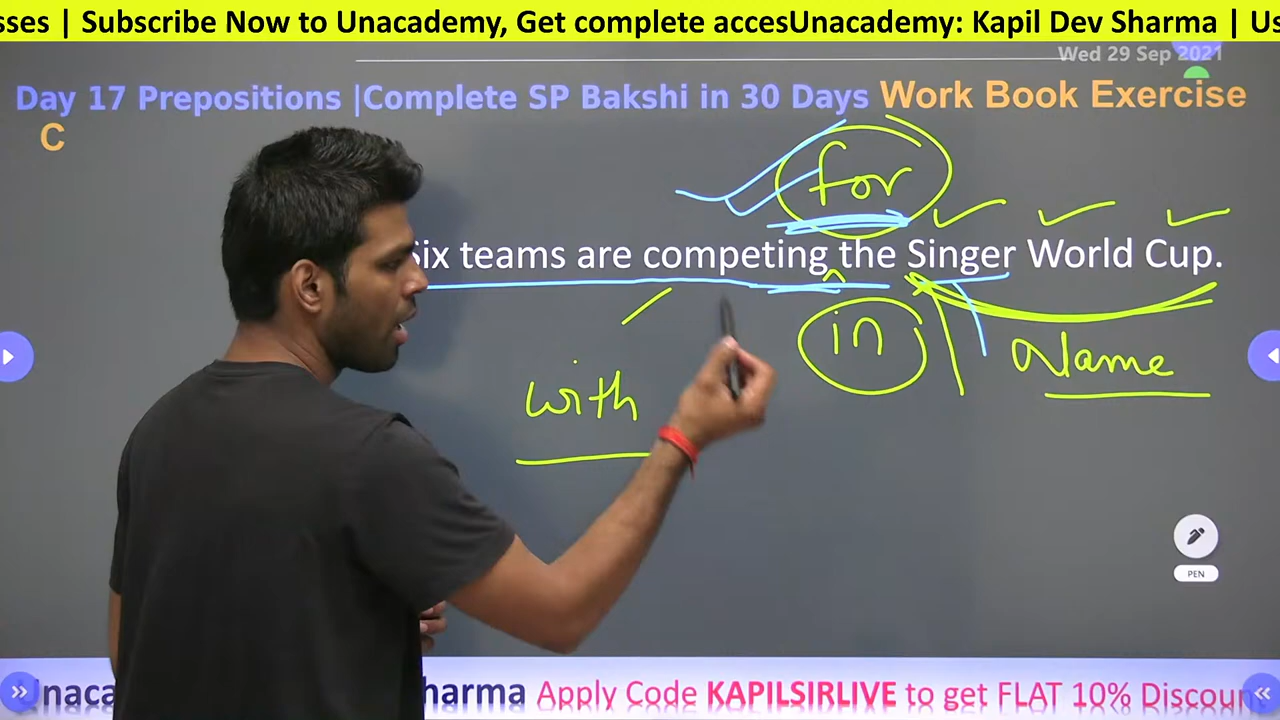 sses | Subscribe Now to Unacademy, Get complete accesUnacademy: Kapil Dev Sharma | Us
Wed 29 Sep 2021
Day 17 Prepositions |Complete SP Bakshi in 30 Days Work Book Exercise
C
for
Six teams are competing the Singer World Cup.
in
Name
with
PEN
Unaca harma Apply Code KAPILSIRLIVE to get FLAT 10% Discoun